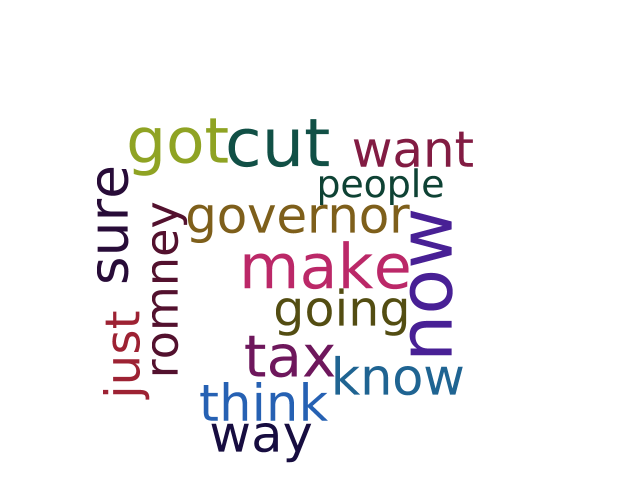 got
cut
want
people
sure
romney
governor
now
make
going
just
tax
know
think
way